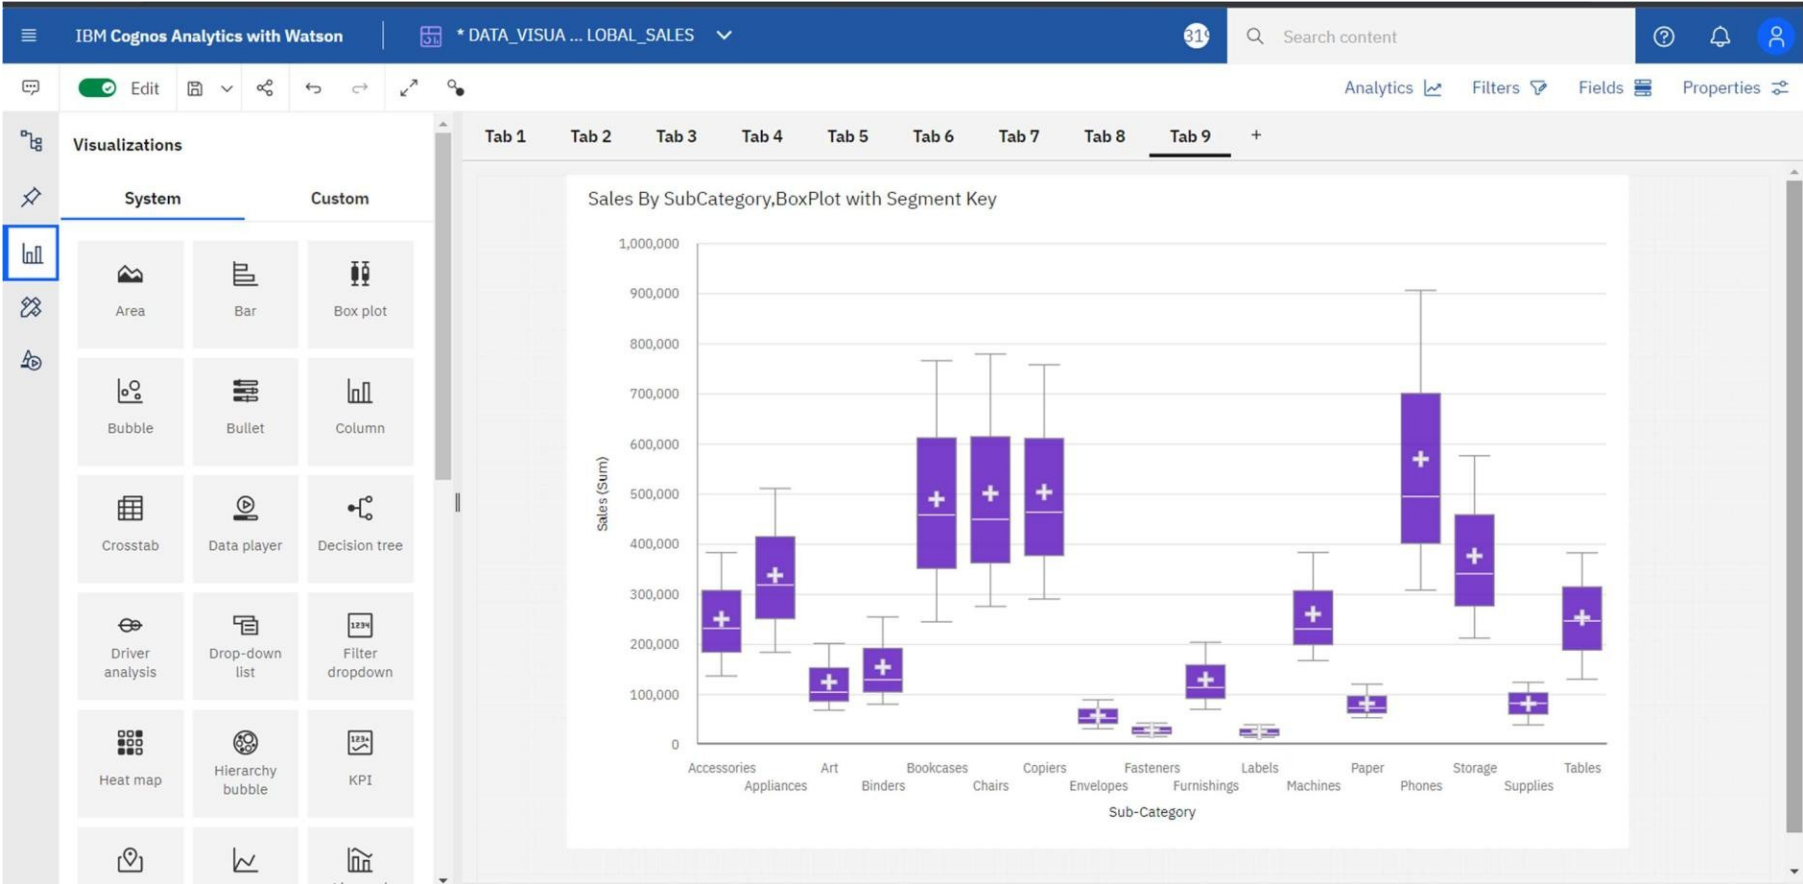 IBM Cognos Analytics with Watson
* DATA_VISUA ... LOBAL_SALES
Search content
Edit
Analytics
Filters
Fields
Properties
Visualizations
System
Custom
Area
Bar
Box plot
Bubble
Bullet
Column
Crosstab
Data player
Decision tree
Driver
analysis
Drop-down
list
Filter
dropdown
Heat map
Hierarchy
bubble
KPI
Tab 1
Tab 2
Tab 3
Tab 4
Tab 5
Tab 6
Tab 7
Tab 8
Tab 9
+
Sales By SubCategory,BoxPlot with Segment Key
1,000,000
900,000
800,000
700,000
600,000
500,000
400,000
300,000
200,000
100,000
0
Sales (Sum)
Accessories
Appliances
Art
Binders
Bookcases
Chairs
Copiers
Envelopes
Fasteners
Furnishings
Labels
Machines
Paper
Phones
Storage
Supplies
Tables
Sub-Category